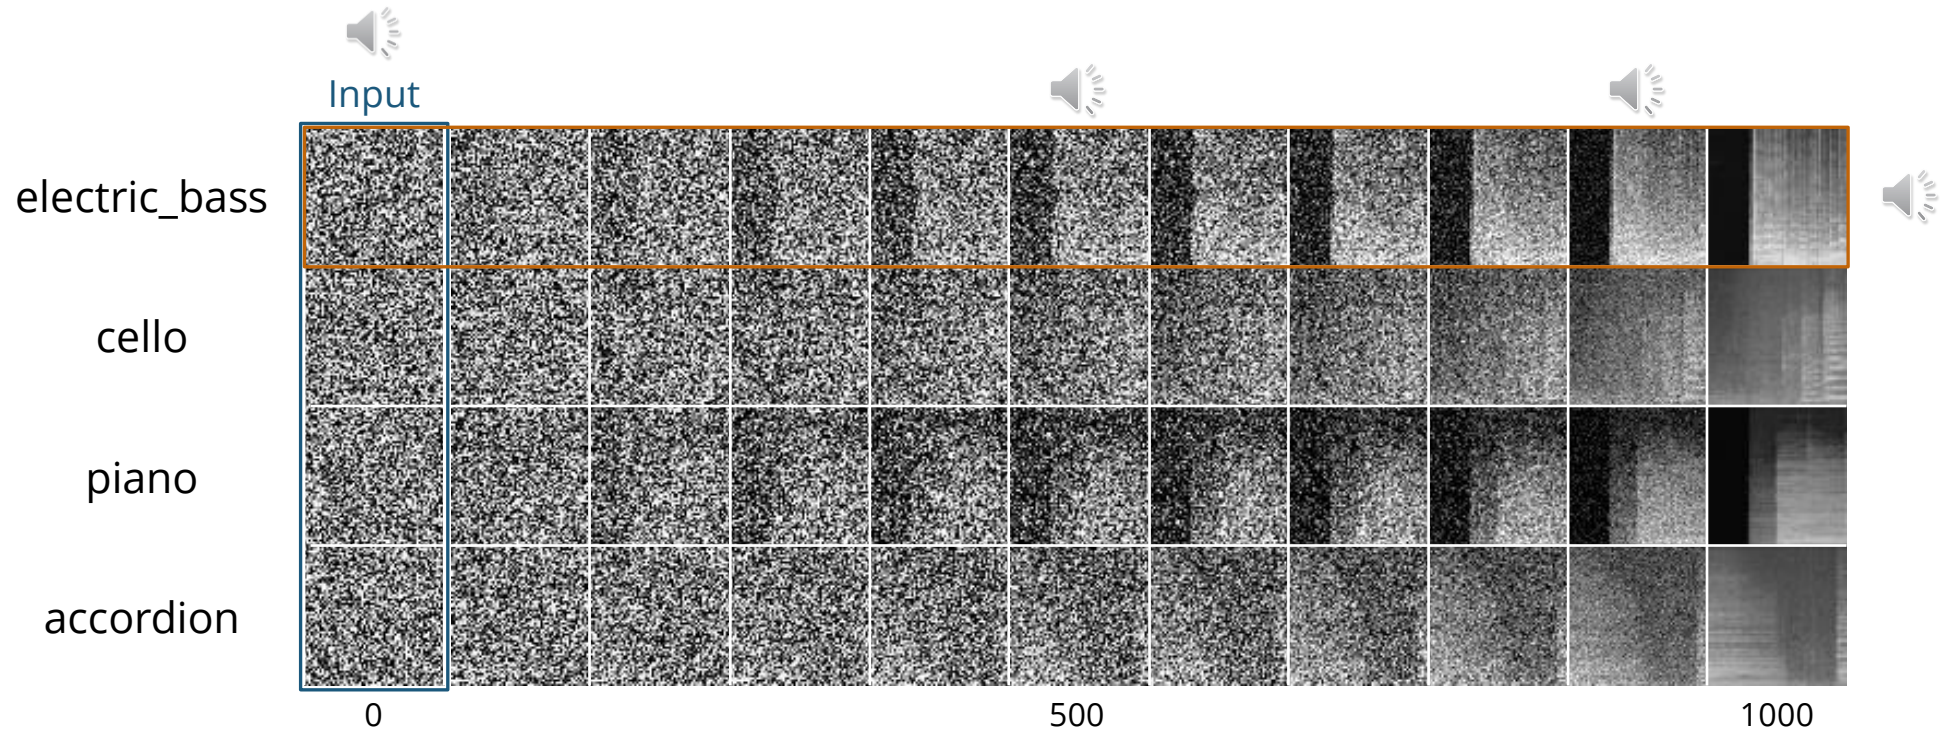 Input
electric_bass
cello
piano
accordion
0
500
1000